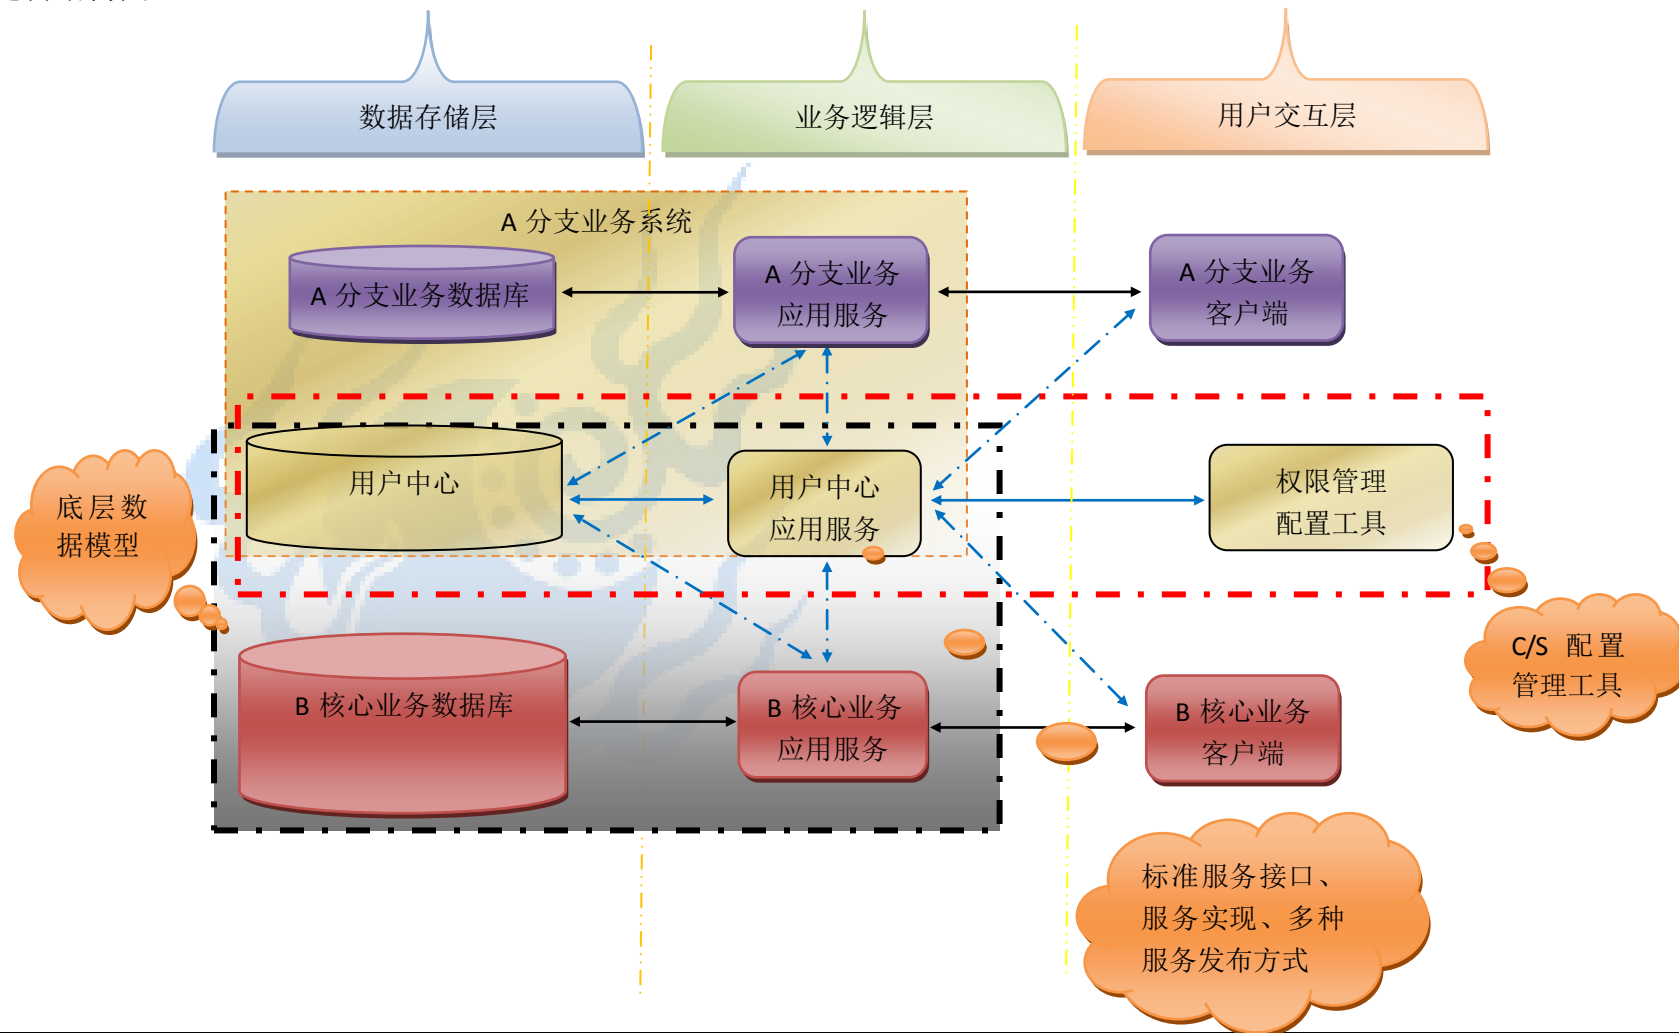 数据存储层
业务逻辑层
用户交互层
A 分支业务系统
A 分支业务数据库
A 分支业务
应用服务
A 分支业务
客户端
底层数
据模型
用户中心
用户中心
应用服务
权限管理
配置工具
C/S 配置
管理工具
B 核心业务数据库
B 核心业务
应用服务
B 核心业务
客户端
标准服务接口、
服务实现、多种
服务发布方式